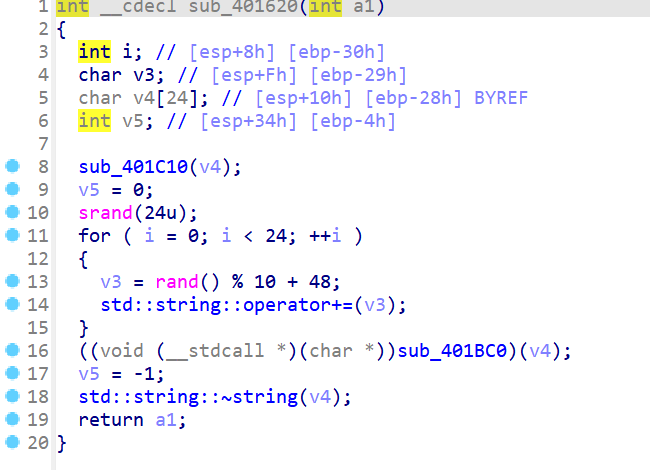 1 int __cdecl sub_401620(int a1)
2 {
3   int i; // [esp+8h] [ebp-30h]
4   char v3; // [esp+Fh] [ebp-29h]
5   char v4[24]; // [esp+10h] [ebp-28h] BYREF
6   int v5; // [esp+34h] [ebp-4h]
7
8   sub_401C10(v4);
9   v5 = 0;
10   srand(24u);
11   for ( i = 0; i < 24; ++i )
12   {
13     v3 = rand() % 10 + 48;
14     std::string::operator+=(v3);
15   }
16   ((void (__stdcall *)(char *))sub_401BC0)(v4);
17   v5 = -1;
18   std::string::~string(v4);
19   return a1;
20 }